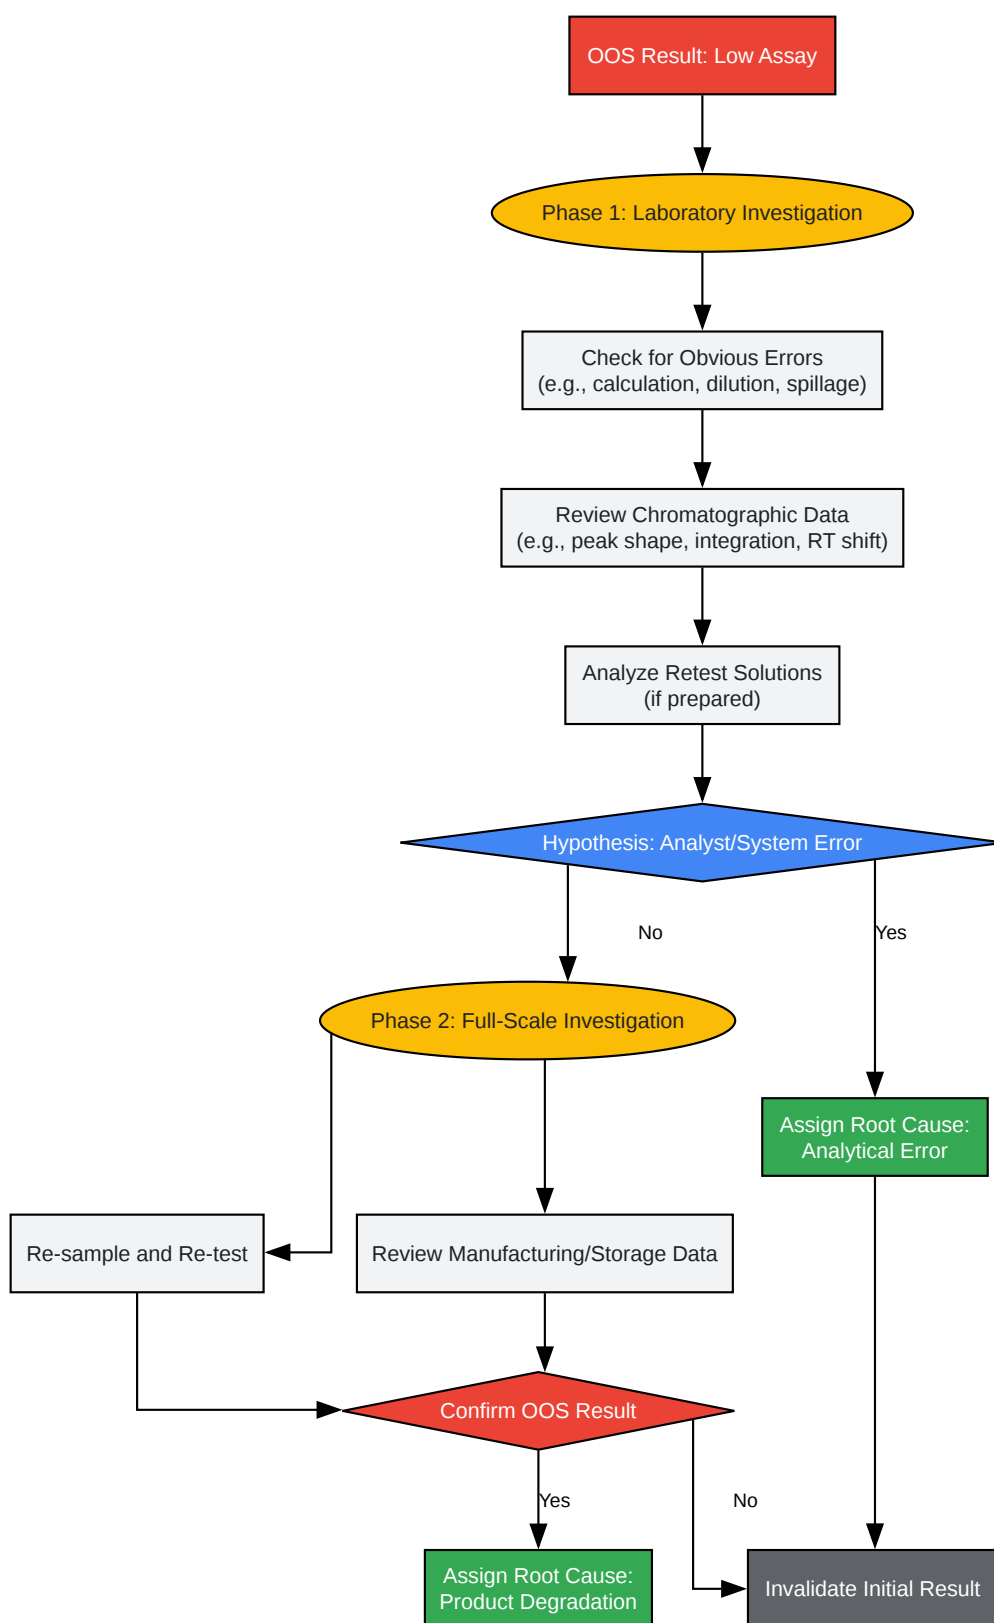 OOS Result: Low Assay
Phase 1: Laboratory Investigation
Check for Obvious Errors
(e.g., calculation, dilution, spillage)
Review Chromatographic Data
(e.g., peak shape, integration, RT shift)
Analyze Retest Solutions
(if prepared)
Hypothesis: Analyst/System Error
No
Yes
Phase 2: Full-Scale Investigation
Assign Root Cause:
Analytical Error
Re-sample and Re-test
Review Manufacturing/Storage Data
Confirm OOS Result
Yes
No
Assign Root Cause:
Product Degradation
Invalidate Initial Result